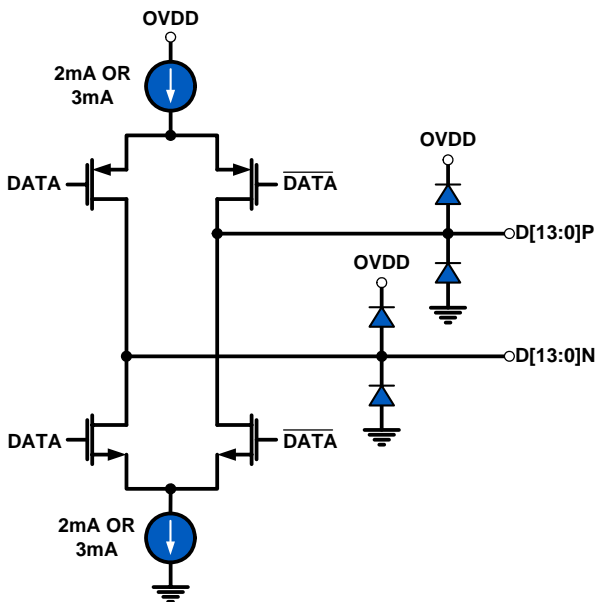 OVDD
2mA OR
3mA
OVDD
DATA
DATA
D[13:0]P
OVDD
D[13:0]N
DATA
DATA
2mA OR
3mA